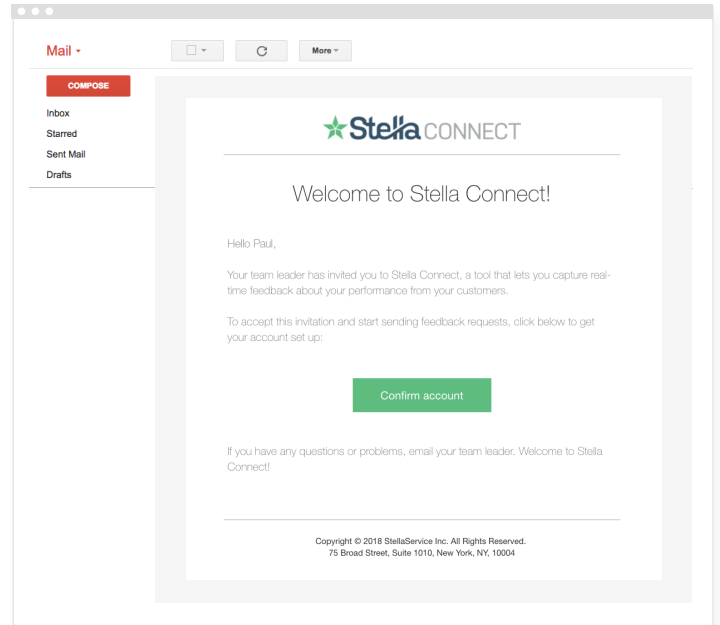 Mail
More
COMPOSE
Inbox
Starred
Sent Mail
Drafts
Stella CONNECT
Welcome to Stella Connect!
Hello Paul,
Your team leader has invited you to Stella Connect, a tool that lets you capture real-
time feedback about your performance from your customers.
To accept this invitation and start sending feedback requests, click below to get
your account set up:
Confirm account
If you have any questions or problems, email your team leader. Welcome to Stella
Connect!
Copyright © 2018 StellaService Inc. All Rights Reserved.
75 Broad Street, Suite 1010, New York, NY, 10004